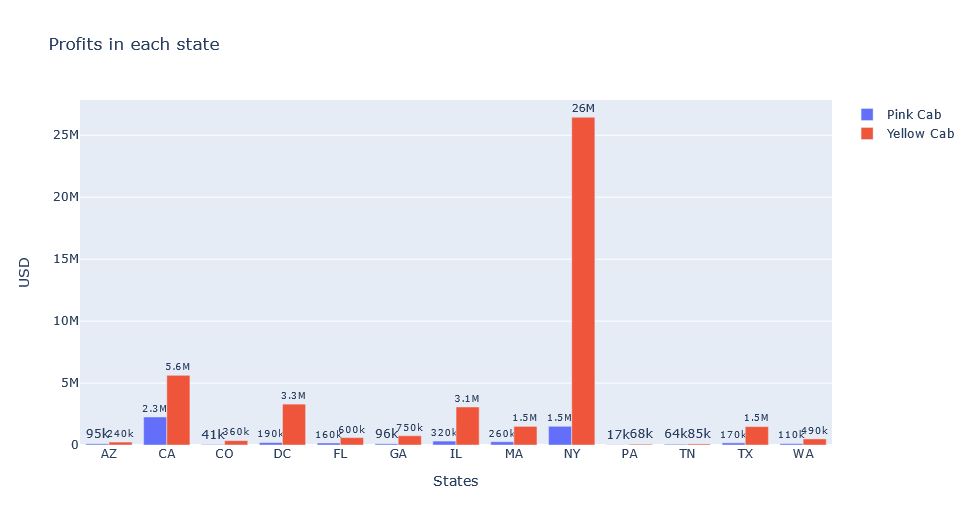 Profits in each state
Pink Cab
Yellow Cab
USD
25M
20M
15M
10M
5M
0
95k 240k
2.3M 5.6M
41k 360k
190k 3.3M
160k 600k
96k 750k
320k 3.1M
260k 1.5M
1.5M 26M
17k 68k
64k 85k
170k 1.5M
110k 490k
AZ CA CO DC FL GA IL MA NY PA TN TX WA
States